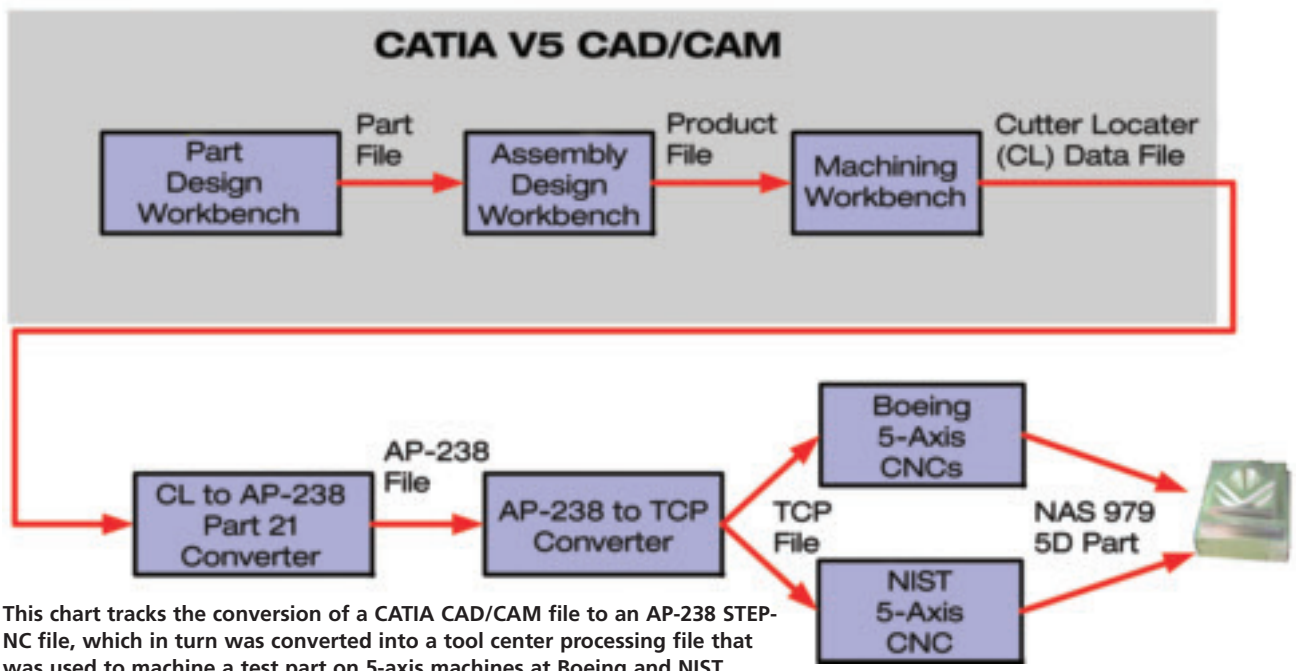 CATIA V5 CAD/CAM
Part
Design
Workbench
Part
File
Assembly
Design
Workbench
Product
File
Machining
Workbench
Cutter Locater
(CL) Data File
CL to AP-238
Part 21
Converter
AP-238
File
AP-238 to TCP
Converter
TCP
File
Boeing
5-Axis
CNCs
NIST
5-Axis
CNC
NAS 979
5D Part
This chart tracks the conversion of a CATIA CAD/CAM file to an AP-238 STEP-
NC file, which in turn was converted into a tool center processing file that
was used to machine a test part on 5-axis machines at Boeing and NIST.